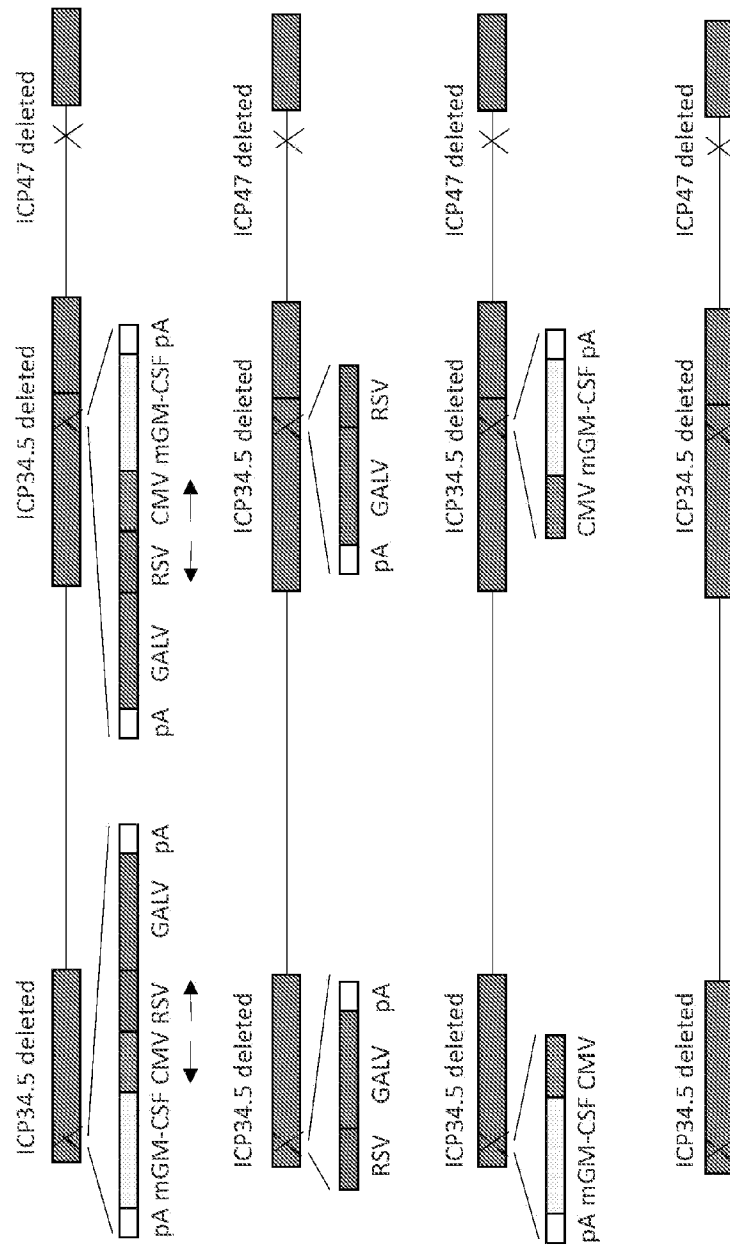 ICP34.5 deleted
ICP34.5 deleted
ICP47 deleted
pA mGM-CSF CMV RSV GALV pA
pA GALV RSV CMV mGM-CSF pA
ICP34.5 deleted
ICP34.5 deleted
ICP47 deleted
RSV GALV pA
pA GALV RSV
ICP34.5 deleted
ICP34.5 deleted
ICP47 deleted
pA mGM-CSF CMV
CMV mGM-CSF pA
ICP34.5 deleted
ICP34.5 deleted
ICP47 deleted